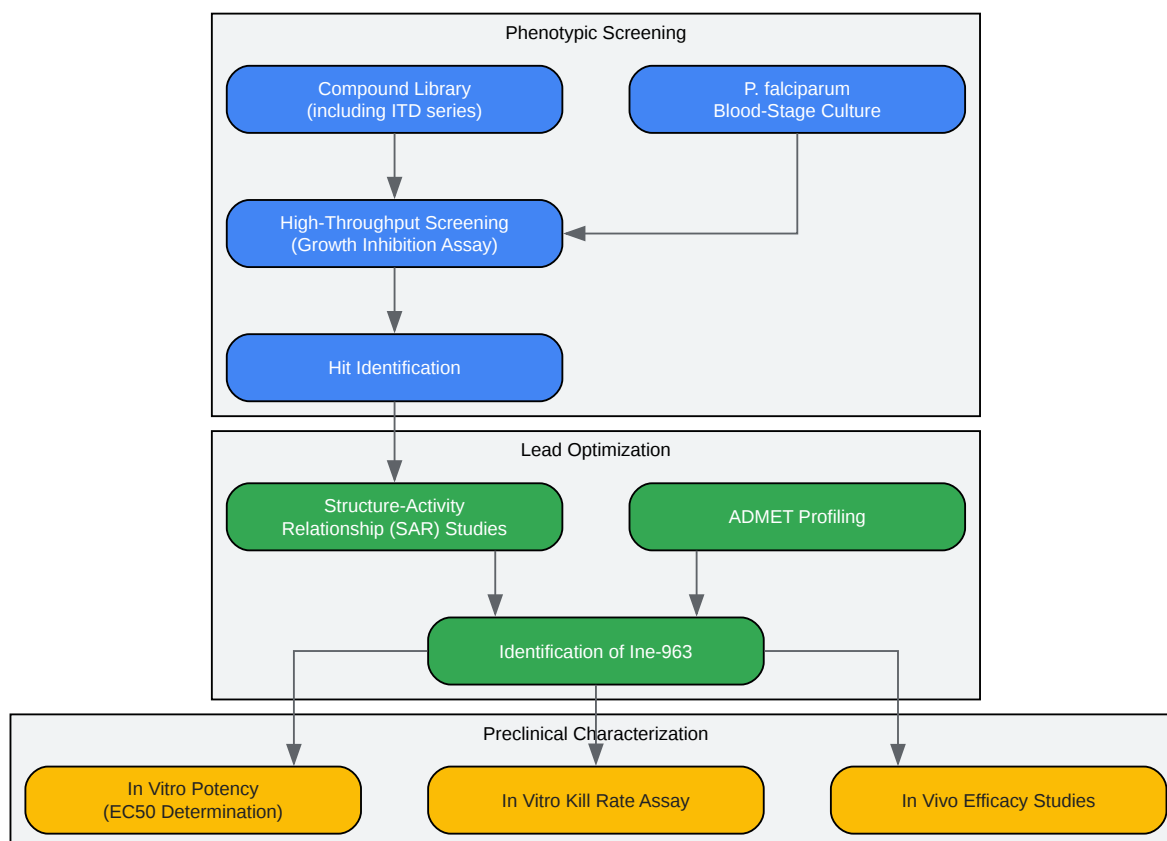 Phenotypic Screening
Compound Library
(including ITD series)
P. falciparum
Blood-Stage Culture
High-Throughput Screening
(Growth Inhibition Assay)
Hit Identification
Lead Optimization
Structure-Activity
Relationship (SAR) Studies
ADMET Profiling
Identification of Ine-963
Preclinical Characterization
In Vitro Potency
(EC50 Determination)
In Vitro Kill Rate Assay
In Vivo Efficacy Studies